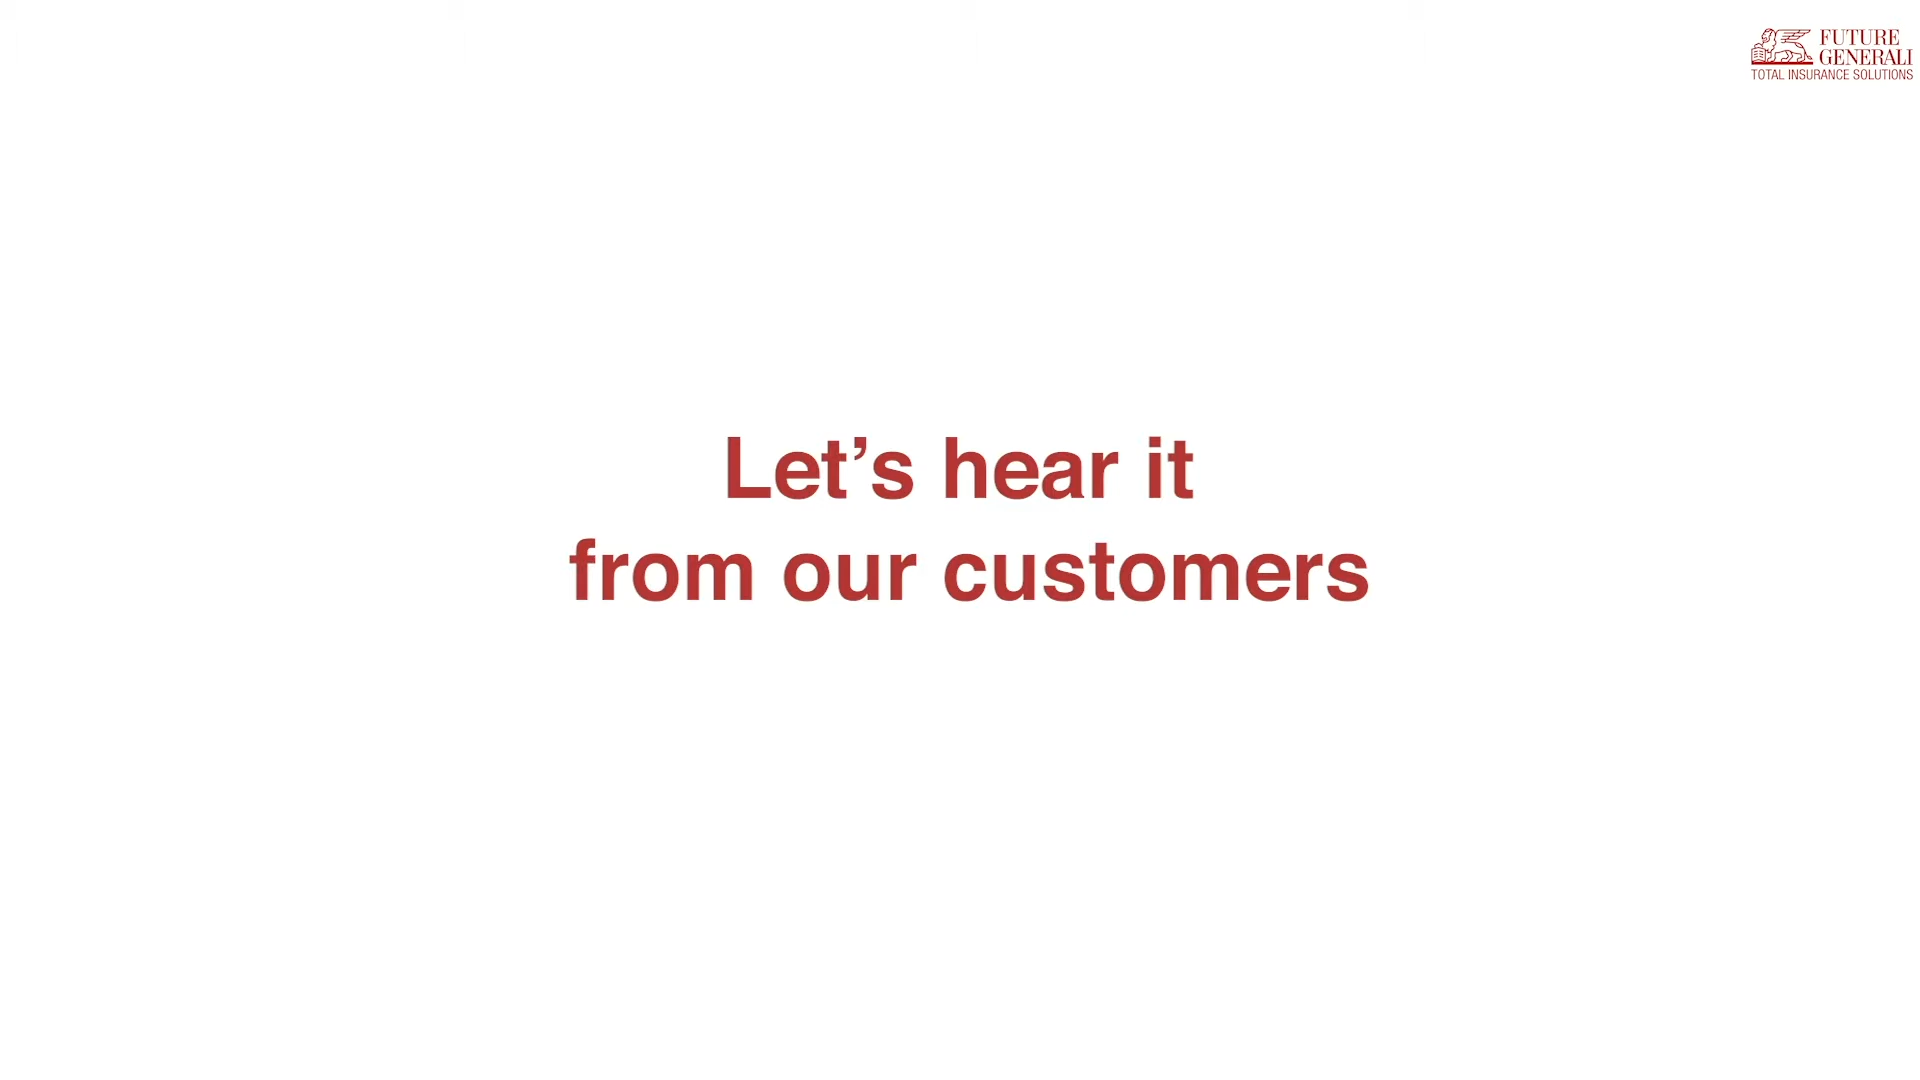 FUTURE
GENERALI
TOTAL INSURANCE SOLUTIONS
Let’s hear it
from our customers